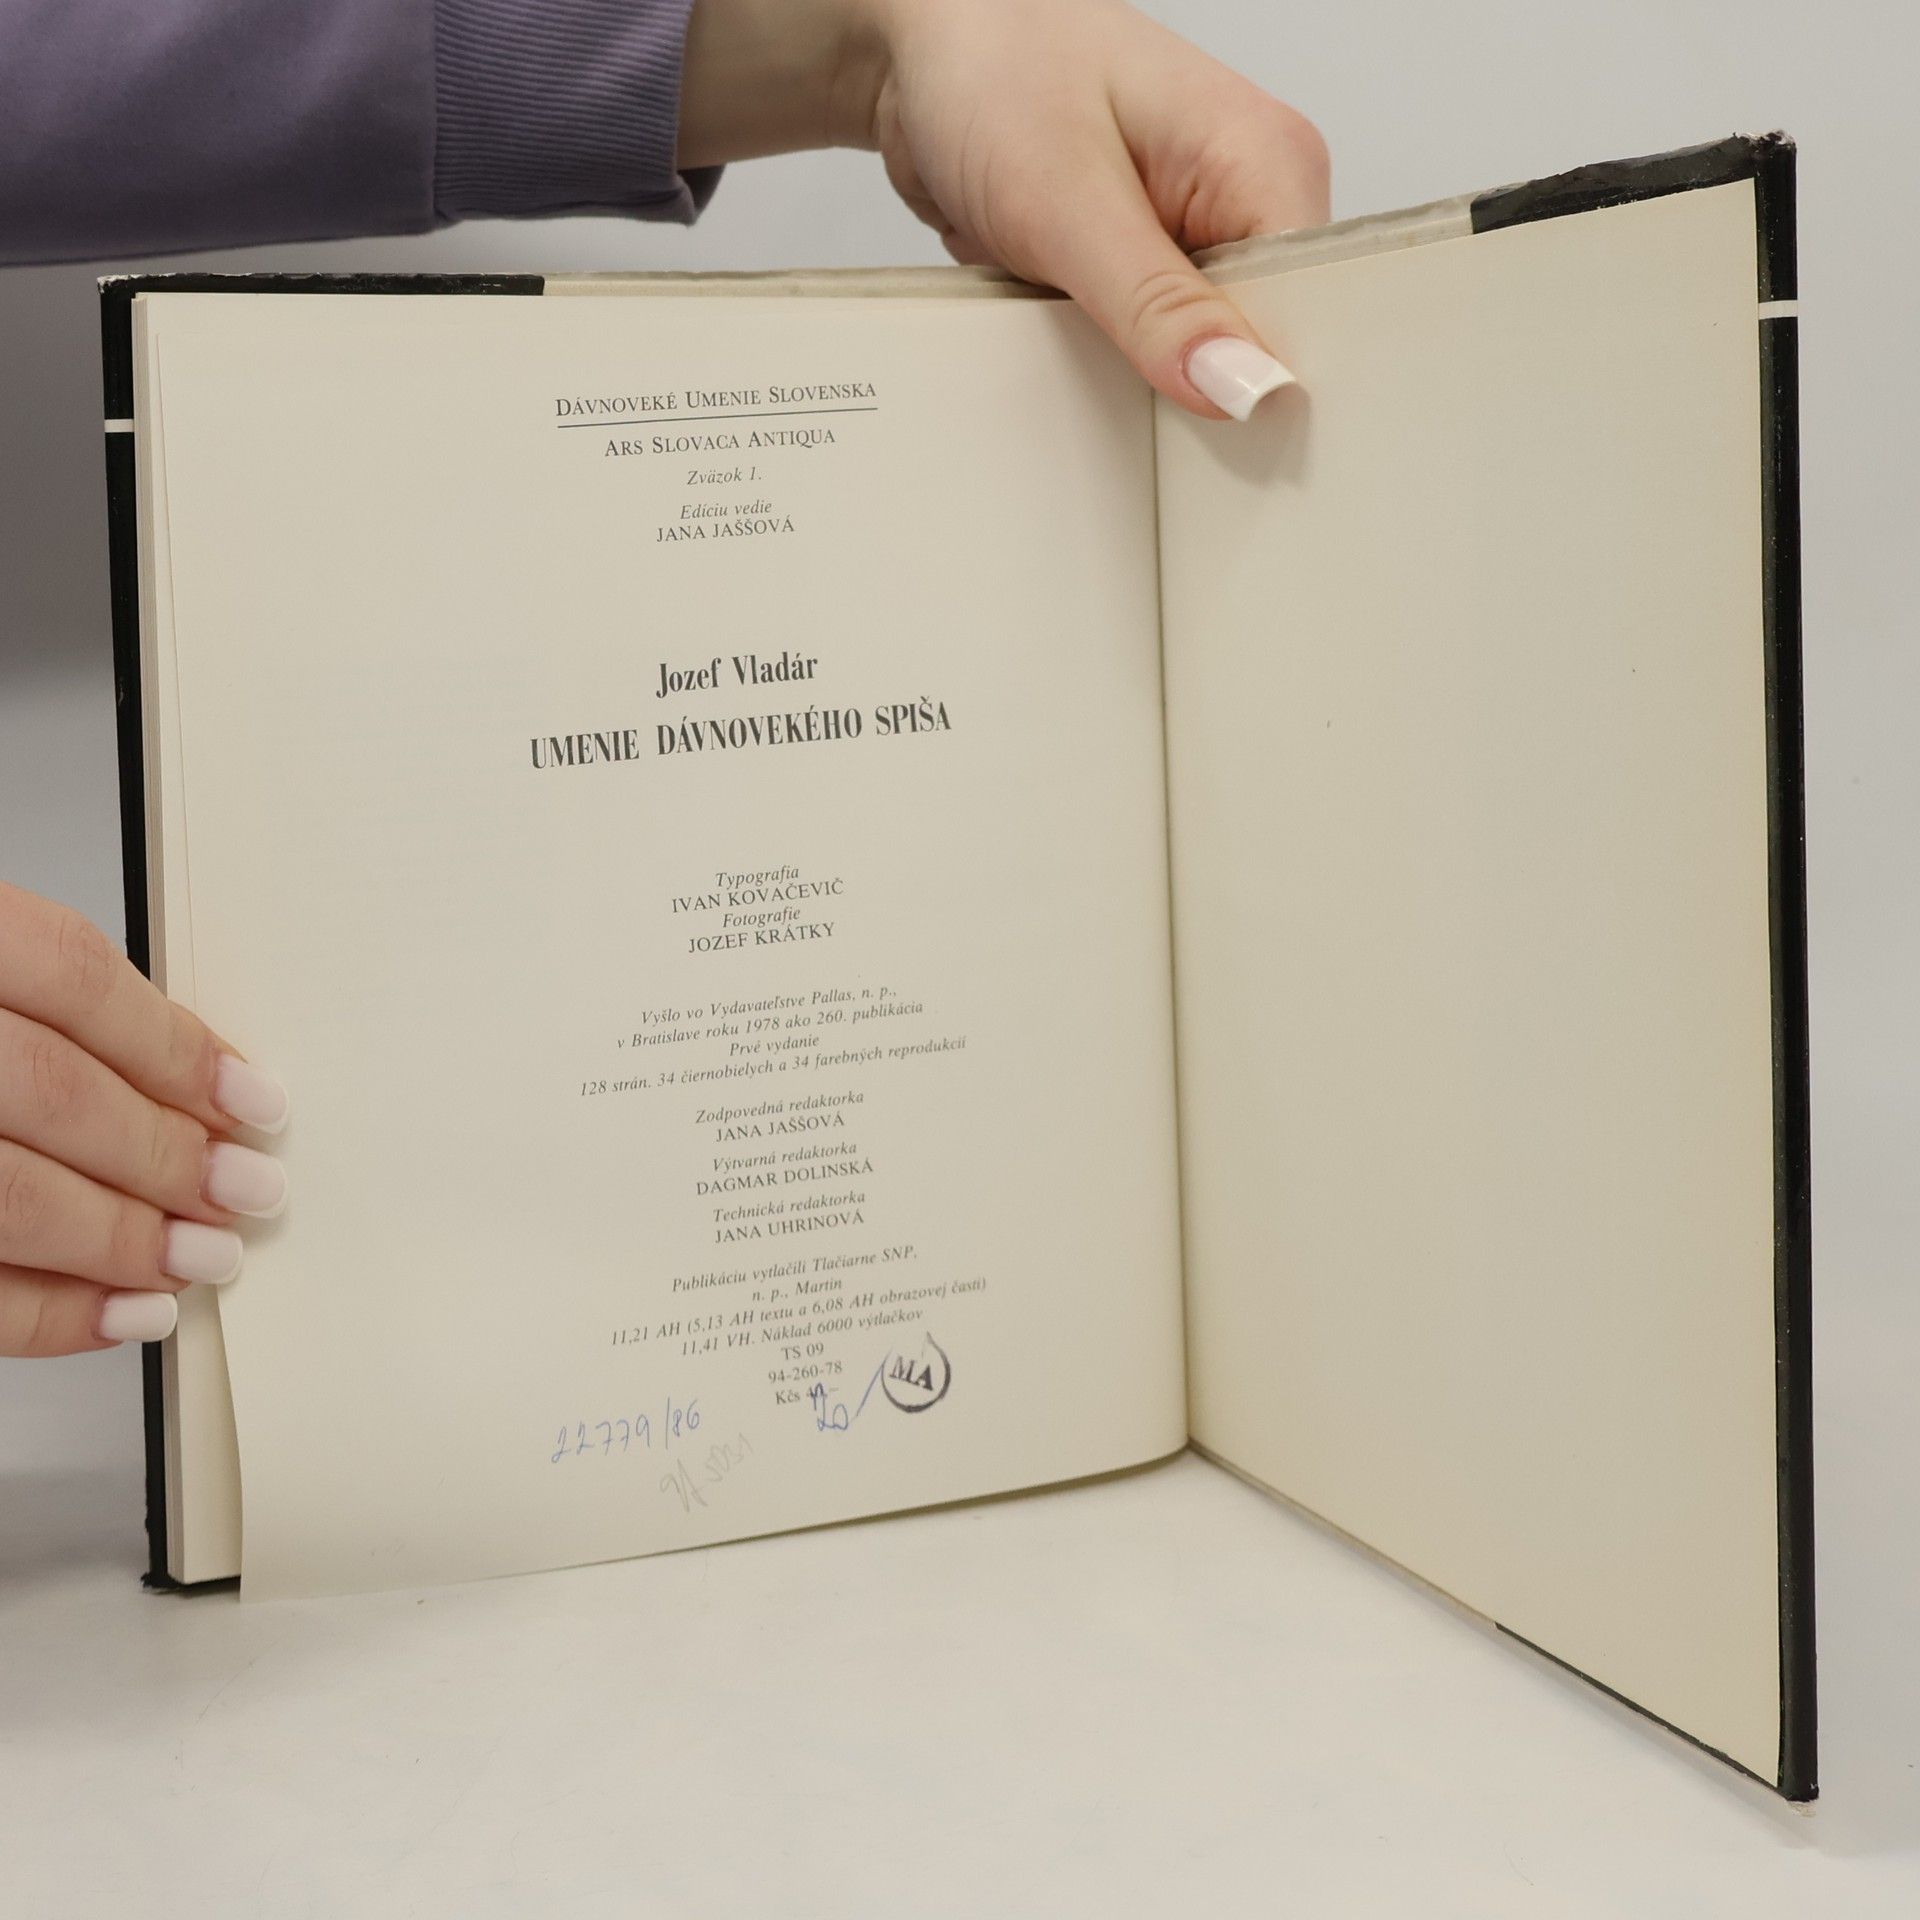 DÁVNOVEKÉ UMENIE SLOVENSKA
ARS SLOVACA ANTIQUA
Zväzok 1.
Edíciu vedie
JANA JAŠŠOVÁ
Jozef Vladár
UMENIE DÁVNOVEKÉHO SPIŠA
Typografia
IVAN KOVAČEVIČ
Fotografie
JOZEF KRÁTKY
Vyšlo vo Vydavateľstve Pallas, n. p.,
v Bratislave roku 1978 ako 260. publikácia
Prvé vydanie
128 strán. 34 čiernobielych a 34 farebných reprodukcií
Zodpovedná redaktorka
JANA JAŠŠOVÁ
Výtvarná redaktorka
DAGMAR DOLINSKÁ
Technická redaktorka
JANA UHRINOVÁ
Publikáciu vytlačili Tlačiarne SNP,
n. p., Martin
11,21 AH (5,13 AH textu a 6,08 AH obrazovej časti)
11,41 VH. Náklad 6000 výtlačkov
TS 09
94-260-78
Kčs
MA
22779/86